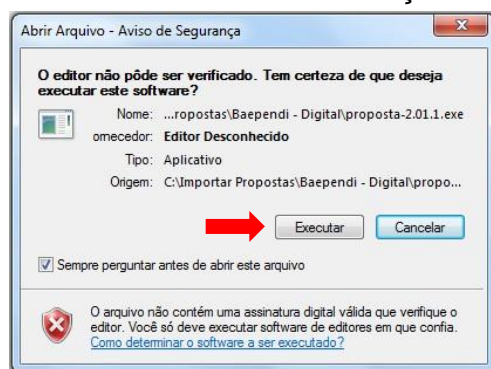 Abrir Arquivo - Aviso de Segurança
O editor não pôde ser verificado. Tem certeza de que deseja
executar este software?
Nome: ...ropostas\Baependi - Digital\proposta-2.01.1.exe
omecedor: Editor Desconhecido
Tipo: Aplicativo
Origem: C:\Importar Propostas\Baependi - Digital\propo...
Executar Cancelar
Sempre perguntar antes de abrir este arquivo
O arquivo não contém uma assinatura digital válida que verifique o
editor. Você só deve executar software de editores em que confia.
Como determinar o software a ser executado?